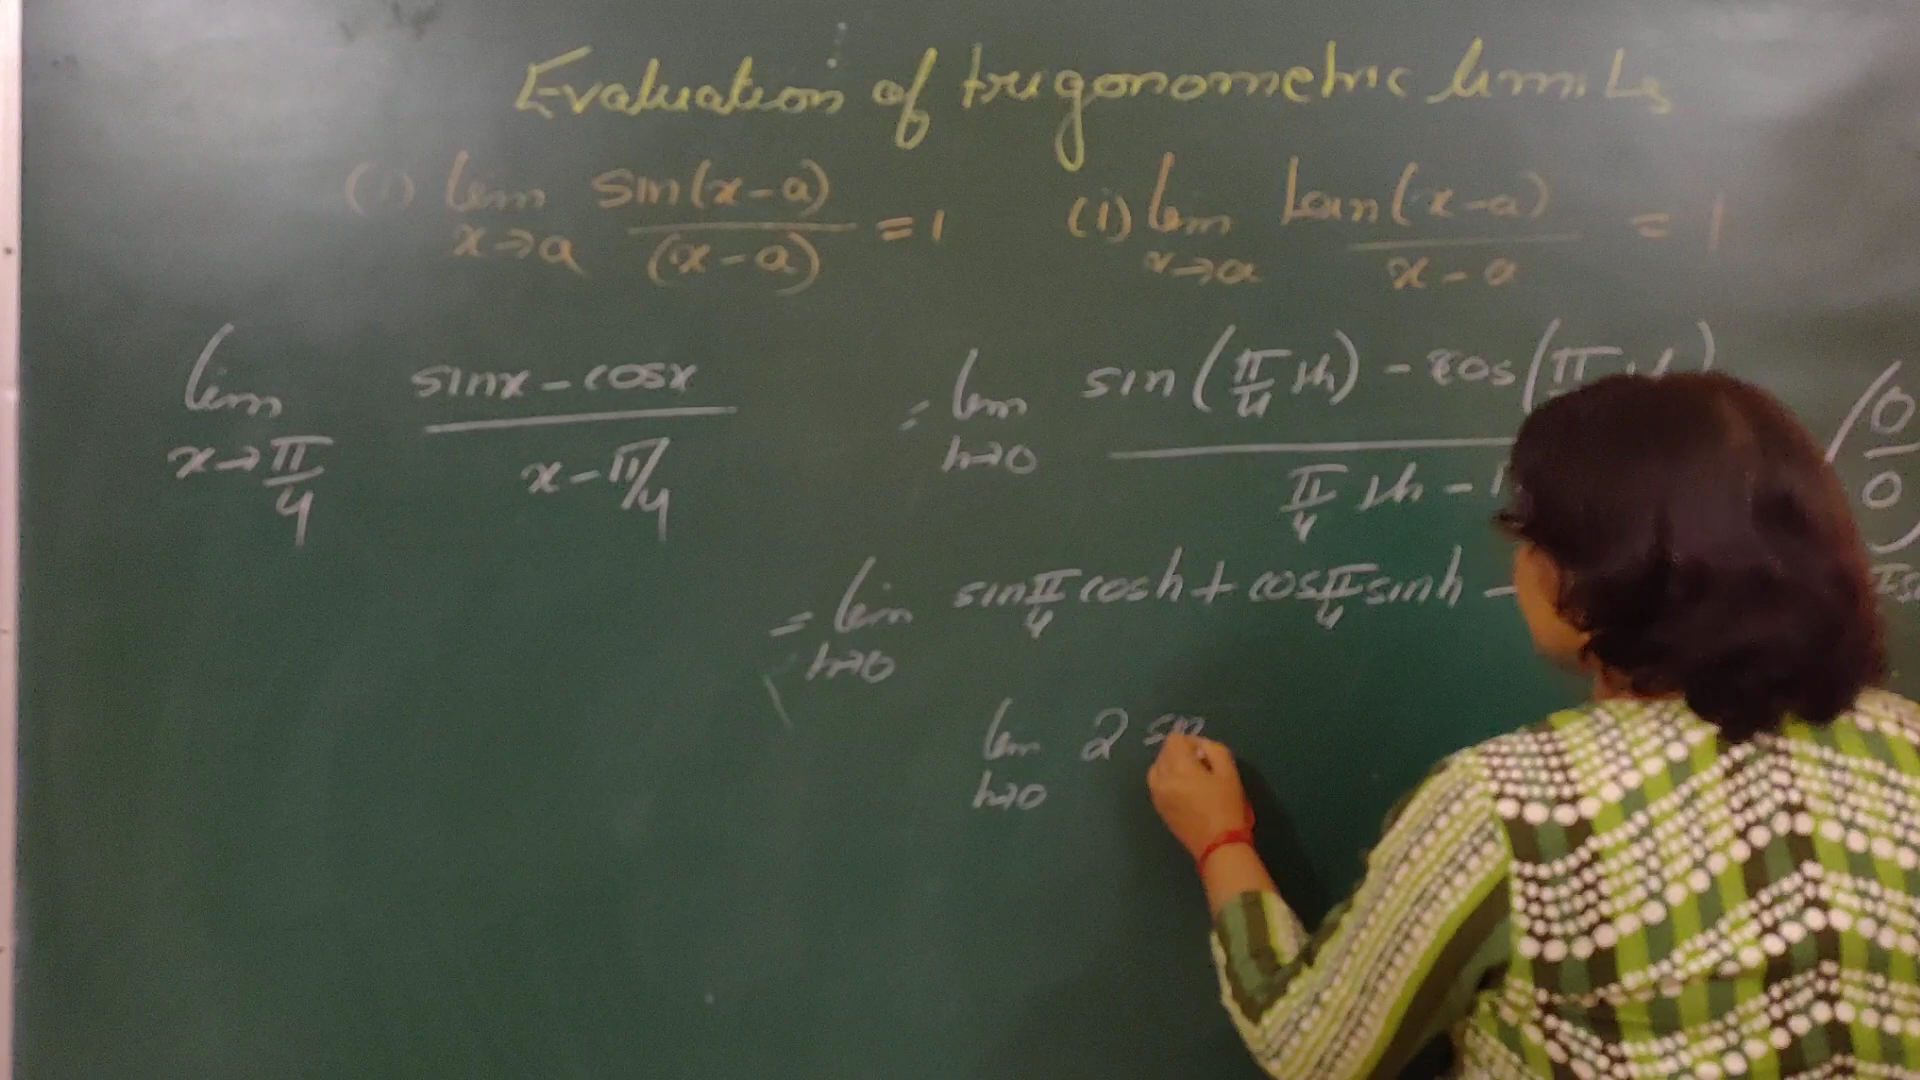 Evaluation of trigonometric limits
(i) lim x→a sin(x-a)/(x-a) = 1 (i) lim x→a tan(x-a)/x-a = 1
lim x→π/4 sinx-cosx/x-π/4 = lim h→0 sin(π/4+h)-cos(π/4+h)/π/4+h- (0/0)
= lim h→0 sinπ/4 cosh + cosπ/4 sinh -
lim h→0 2 sin